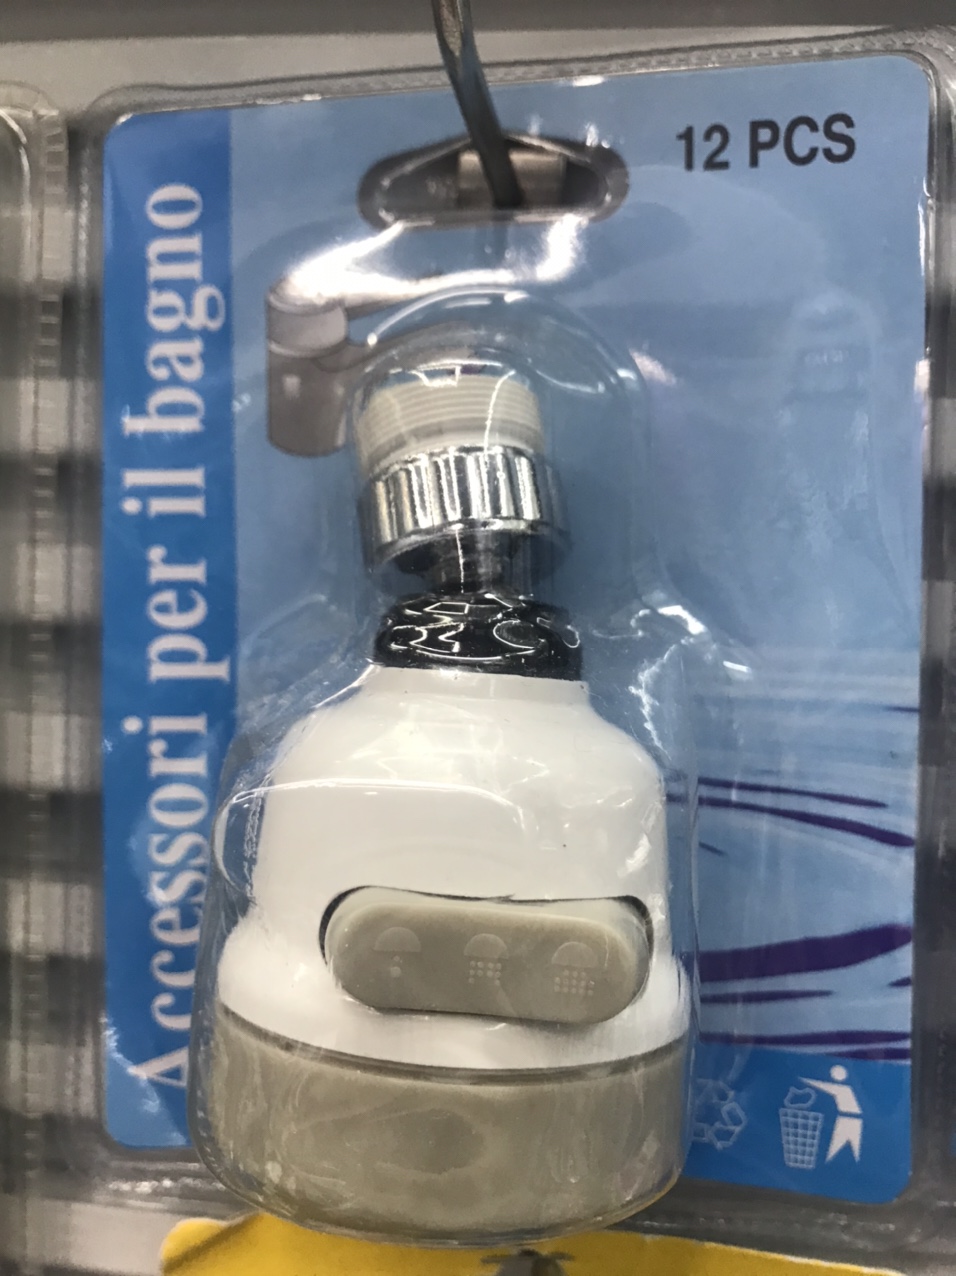 12 PCS
Accessori per il bagno